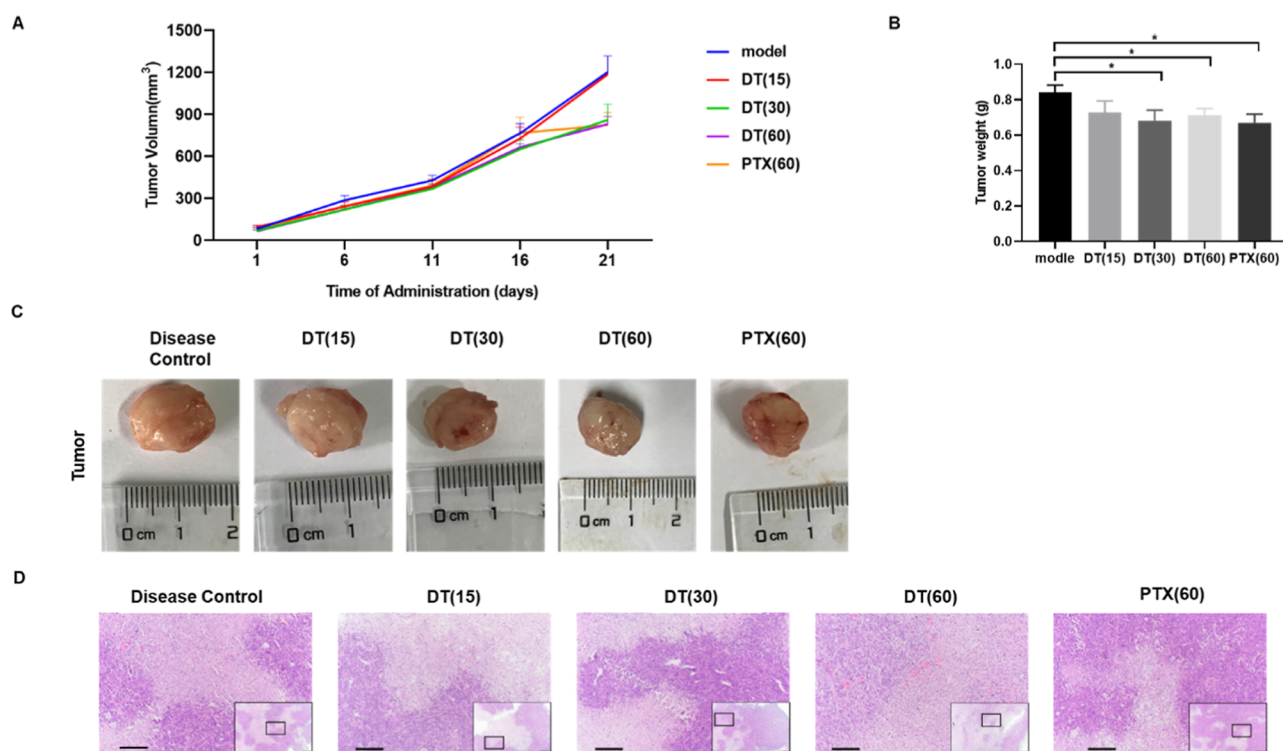 A
1500
1200
900
600
300
0
Tumor Volumn(mm³)
1 6 11 16 21
Time of Administration (days)
model
DT(15)
DT(30)
DT(60)
PTX(60)
B
*
*
*
1.0
0.8
0.6
0.4
0.2
0.0
Tumor weight (g)
modle DT(15) DT(30) DT(60) PTX(60)
C
Disease
Control
DT(15)
DT(30)
DT(60)
PTX(60)
Tumor
0 cm 1 2
0 cm 1
0 cm 1
0 cm 1 2
0 cm 1
D
Disease Control
DT(15)
DT(30)
DT(60)
PTX(60)